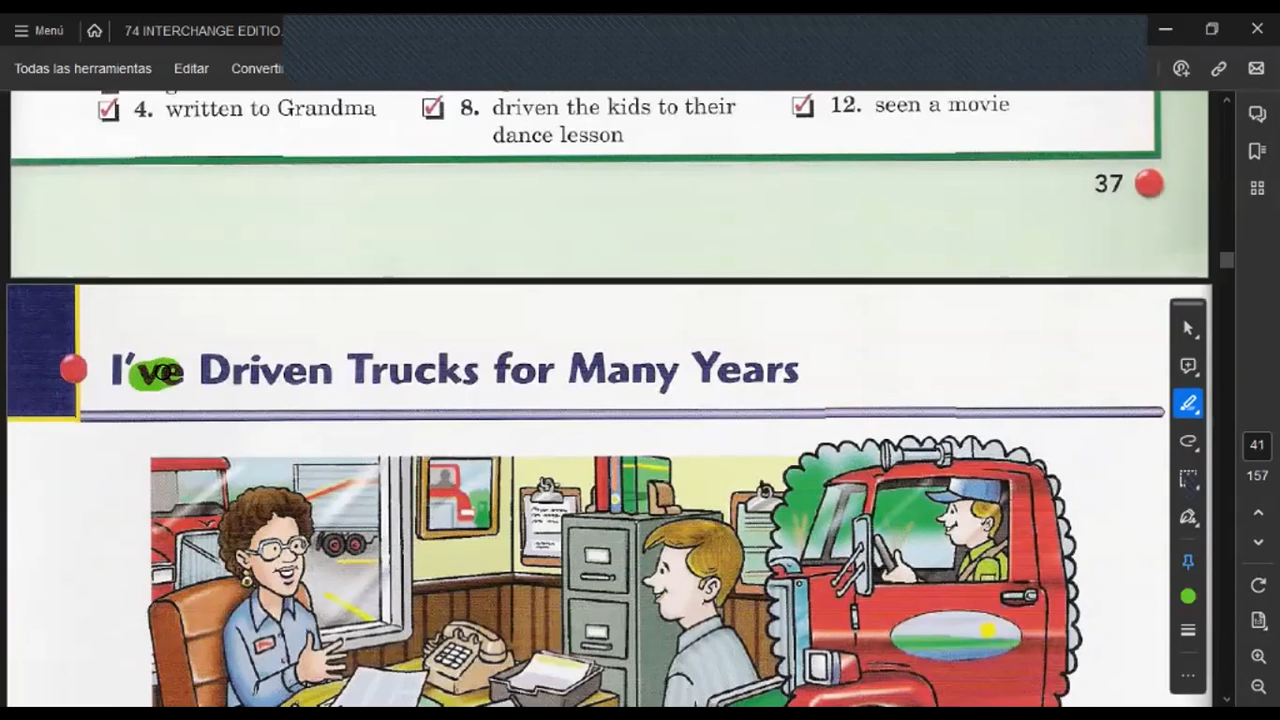 Menú
74 INTERCHANGE EDITIO
Todas las herramientas Editar Converti
4. written to Grandma
8. driven the kids to their
dance lesson
12. seen a movie
37
I've Driven Trucks for Many Years
41
157